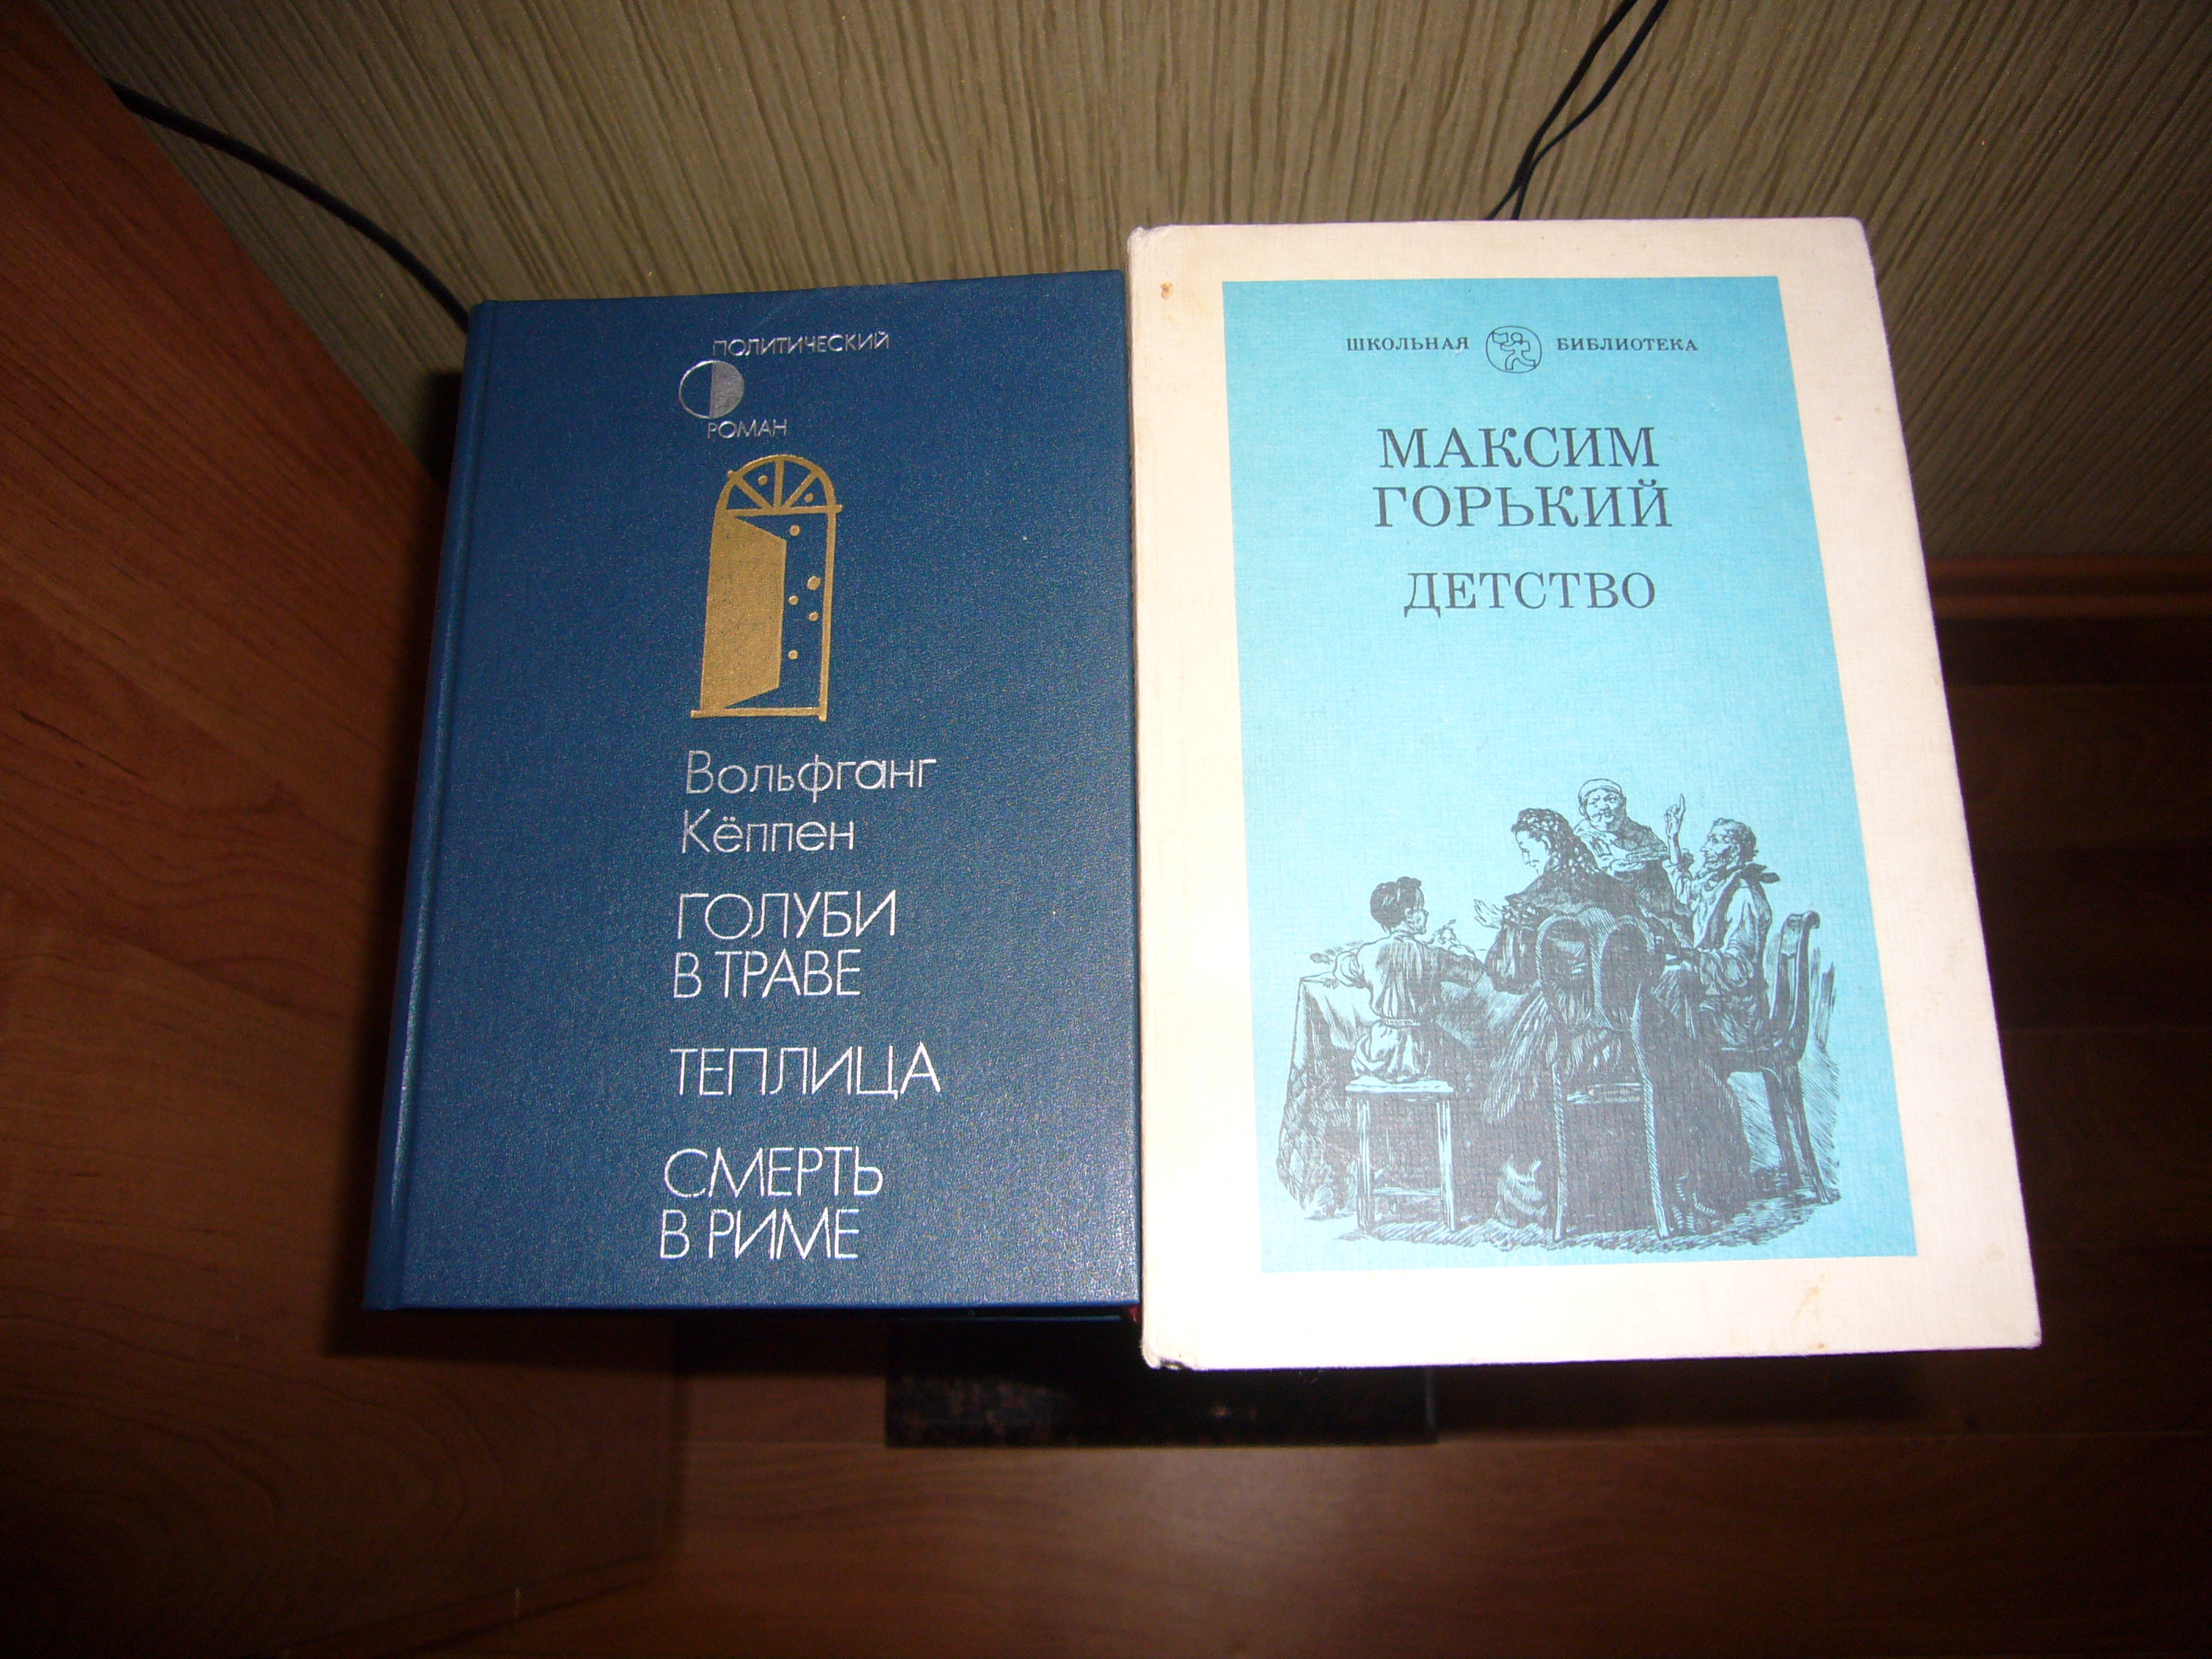 ПОЛИТИЧЕСКИЙ
РОМАН
Вольфганг
Кёппен
ГОЛУБИ
В ТРАВЕ
ТЕПЛИЦА
СМЕРТЬ
В РИМЕ
ШКОЛЬНАЯ БИБЛИОТЕКА
МАКСИМ
ГОРЬКИЙ
ДЕТСТВО